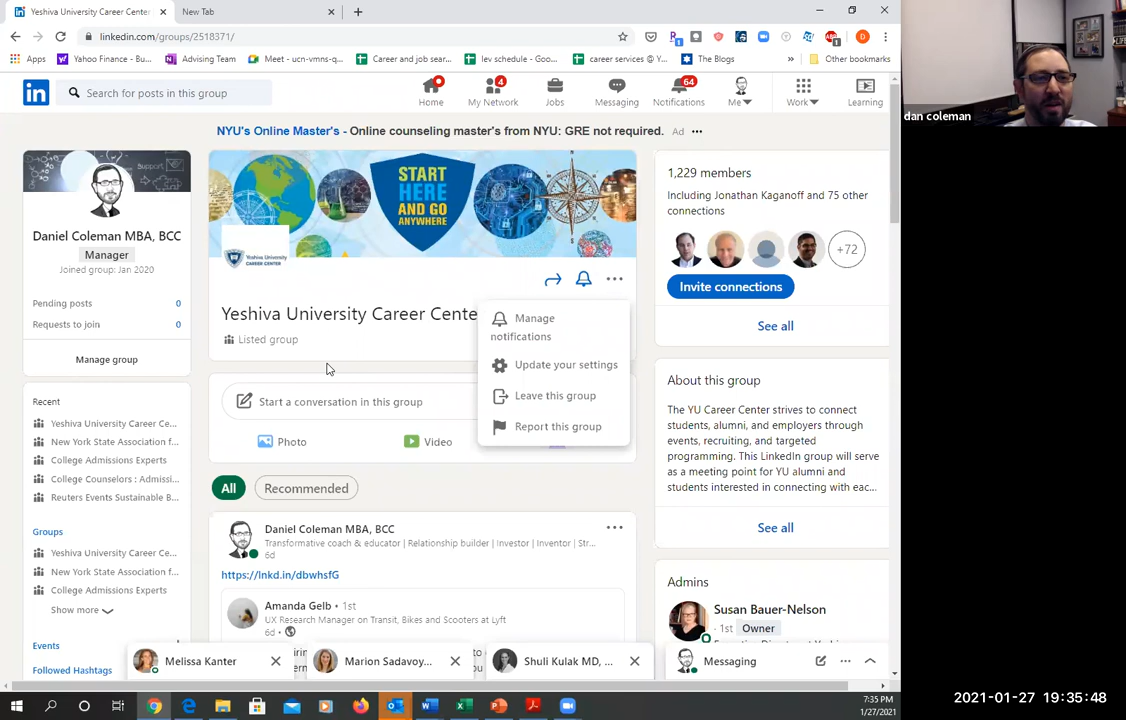 Yeshiva University Career Center
New Tab
linkedin.com/groups/2518371/
Apps
Yahoo Finance - Bu...
Advising Team
Meet - ucn-vmns-q...
Career and job sear...
lev schedule - Goo...
career services @ Y...
The Blogs
»
Other bookmarks
Search for posts in this group
Home
My Network
4
Jobs
Messaging
Notifications
64
Me
Work
Learning
NYU's Online Master's - Online counseling master's from NYU: GRE not required. Ad
Daniel Coleman MBA, BCC
Manager
Joined group: Jan 2020
Pending posts 0
Requests to join 0
Manage group
Recent
Yeshiva University Career Ce...
New York State Association f...
College Admissions Experts
College Counselors : Admissi...
Reuters Events Sustainable B...
Groups
Yeshiva University Career Ce...
New York State Association f...
College Admissions Experts
Show more
Events
Followed Hashtags
START
HERE
AND GO
ANYWHERE
Yeshiva University
CAREER CENTER
Yeshiva University Career Cente
Listed group
Manage
notifications
Update your settings
Leave this group
Report this group
Start a conversation in this group
Photo
Video
All
Recommended
Daniel Coleman MBA, BCC
Transformative coach & educator | Relationship builder | Investor | Inventor | Str...
6d
https://lnkd.in/dbwhsfG
Amanda Gelb • 1st
UX Research Manager on Transit, Bikes and Scooters at Lyft
6d •
1,229 members
Including Jonathan Kaganoff and 75 other
connections
+72
Invite connections
See all
About this group
The YU Career Center strives to connect
students, alumni, and employers through
events, recruiting, and targeted
programming. This LinkedIn group will serve
as a meeting point for YU alumni and
students interested in connecting with eac...
See all
Admins
Susan Bauer-Nelson
· 1st Owner
Melissa Kanter
Marion Sadavoy...
Shuli Kulak MD, ...
Messaging
7:35 PM
1/27/2021
dan coleman
2021-01-27 19:35:48